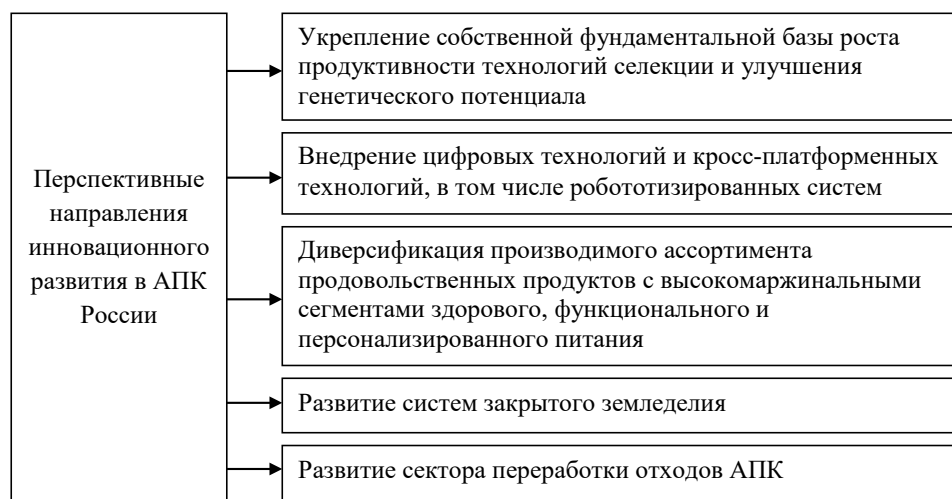 Перспективные
направления
инновационного
развития в АПК
России
Укрепление собственной фундаментальной базы роста
продуктивности технологий селекции и улучшения
генетического потенциала
Внедрение цифровых технологий и кросс-платформенных
технологий, в том числе робототизированных систем
Диверсификация производимого ассортимента
продовольственных продуктов с высокомаржинальными
сегментами здорового, функционального и
персонализированного питания
Развитие систем закрытого земледелия
Развитие сектора переработки отходов АПК